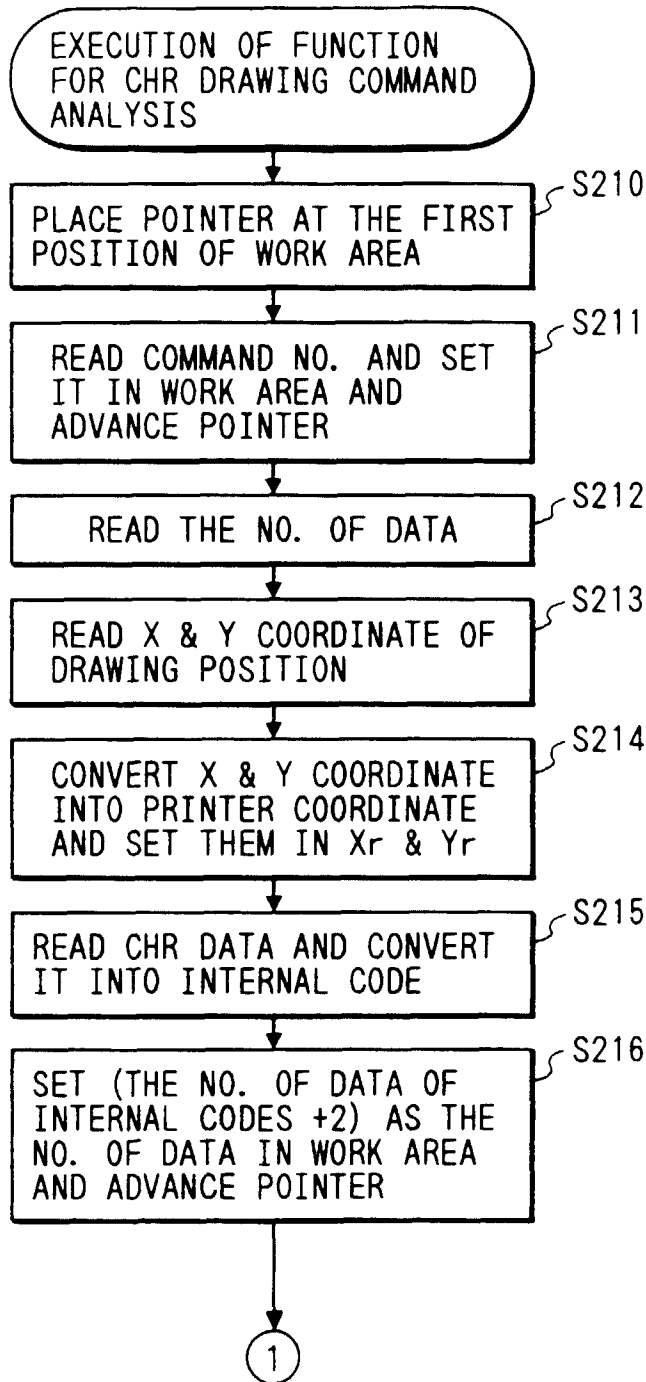 EXECUTION OF FUNCTION
FOR CHR DRAWING COMMAND
ANALYSIS
S210
PLACE POINTER AT THE FIRST
POSITION OF WORK AREA
S211
READ COMMAND NO. AND SET
IT IN WORK AREA AND
ADVANCE POINTER
S212
READ THE NO. OF DATA
S213
READ X & Y COORDINATE OF
DRAWING POSITION
S214
CONVERT X & Y COORDINATE
INTO PRINTER COORDINATE
AND SET THEM IN Xr & Yr
S215
READ CHR DATA AND CONVERT
IT INTO INTERNAL CODE
S216
SET (THE NO. OF DATA OF
INTERNAL CODES +2) AS THE
NO. OF DATA IN WORK AREA
AND ADVANCE POINTER
1